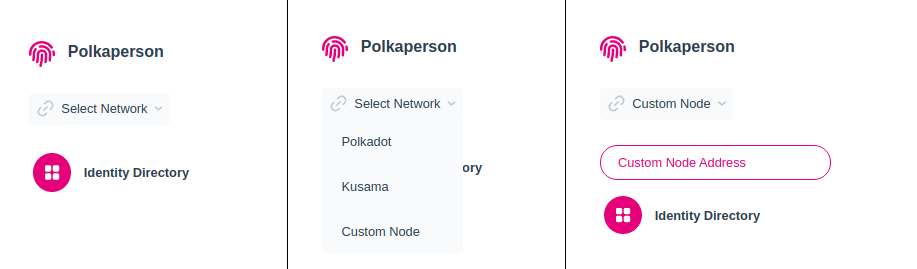 Polkaperson
Select Network
Identity Directory
Polkaperson
Select Network
Polkadot
ory
Kusama
Custom Node
Polkaperson
Custom Node
Custom Node Address
Identity Directory